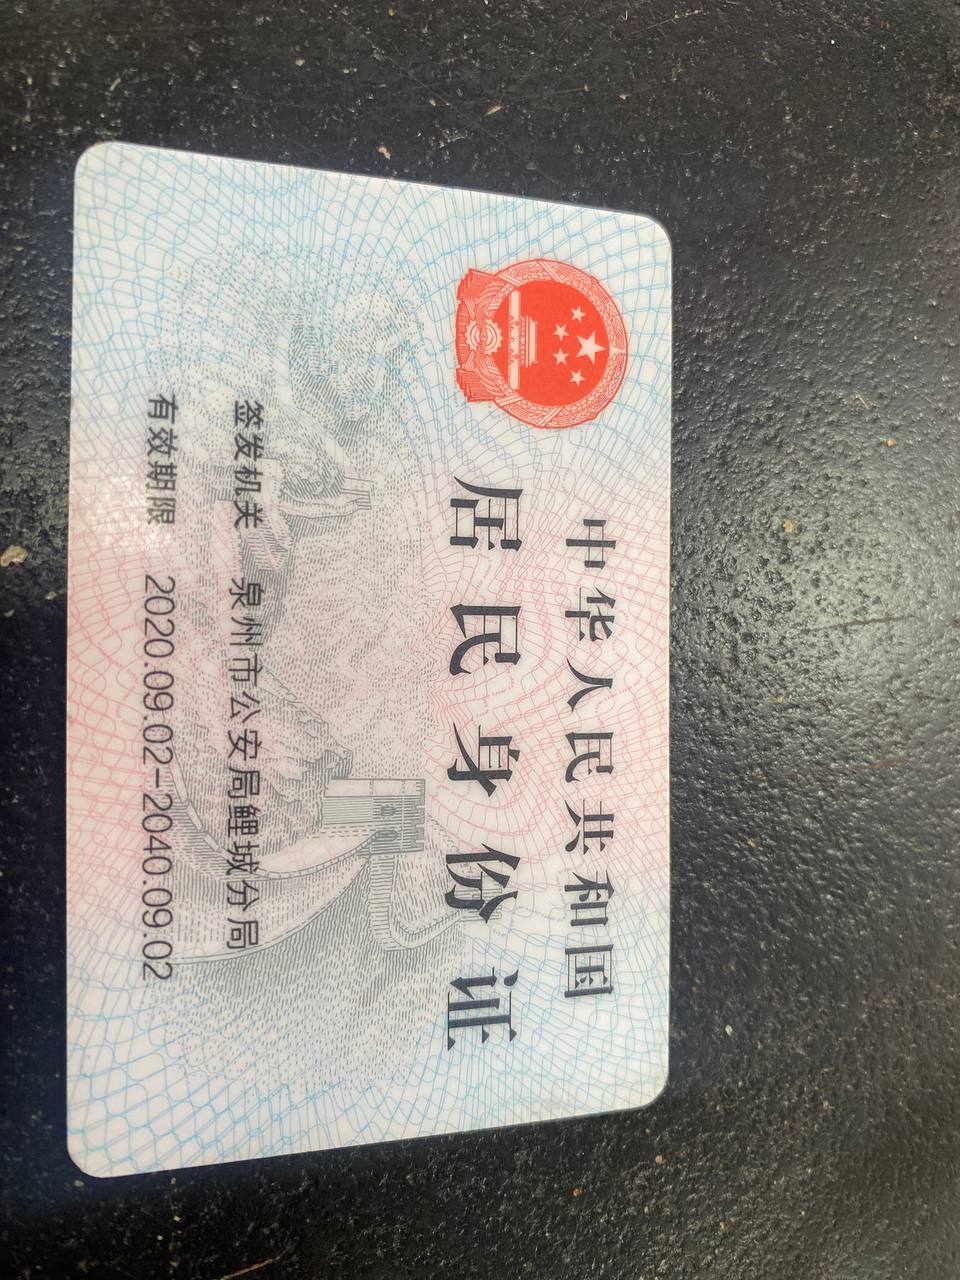 中华人民共和国
居民身份证
签发机关 泉州市公安局鲤城分局
有效期限 2020.09.02-2040.09.02